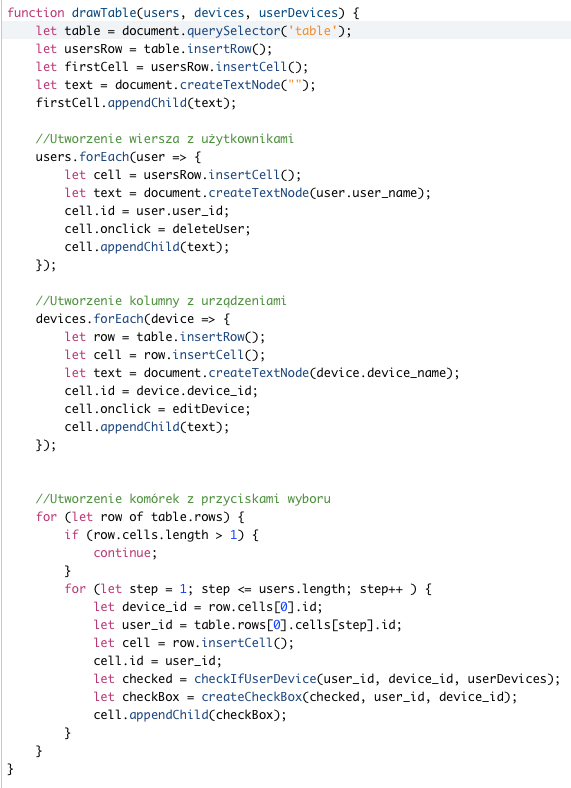 function drawTable(users, devices, userDevices) {
    let table = document.querySelector('table');
    let usersRow = table.insertRow();
    let firstCell = usersRow.insertCell();
    let text = document.createTextNode("");
    firstCell.appendChild(text);

    //Utworzenie wiersza z użytkownikami
    users.forEach(user => {
        let cell = usersRow.insertCell();
        let text = document.createTextNode(user.user_name);
        cell.id = user.user_id;
        cell.onclick = deleteUser;
        cell.appendChild(text);
    });

    //Utworzenie kolumny z urządzeniami
    devices.forEach(device => {
        let row = table.insertRow();
        let cell = row.insertCell();
        let text = document.createTextNode(device.device_name);
        cell.id = device.device_id;
        cell.onclick = editDevice;
        cell.appendChild(text);
    });


    //Utworzenie komórek z przyciskami wyboru
    for (let row of table.rows) {
        if (row.cells.length > 1) {
            continue;
        }
        for (let step = 1; step <= users.length; step++ ) {
            let device_id = row.cells[0].id;
            let user_id = table.rows[0].cells[step].id;
            let cell = row.insertCell();
            cell.id = user_id;
            let checked = checkIfUserDevice(user_id, device_id, userDevices);
            let checkBox = createCheckBox(checked, user_id, device_id);
            cell.appendChild(checkBox);
        }
    }
}